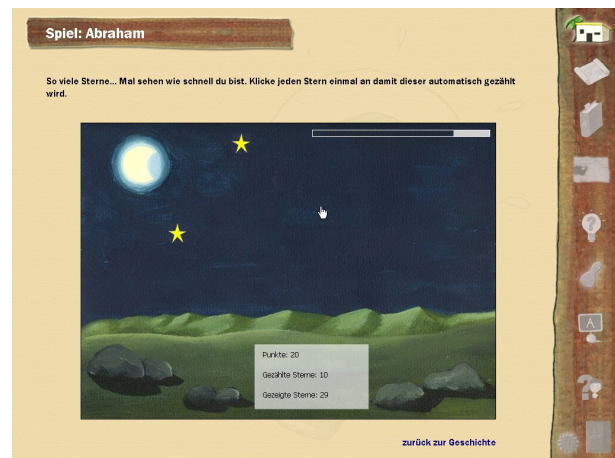 Spiel: Abraham
So viele Sterne... Mal sehen wie schnell du bist. Klicke jeden Stern einmal an damit dieser automatisch gezählt
wird.
Punkte: 20
Gezählte Sterne: 10
Gezeigte Sterne: 29
A
zurück zur Geschichte